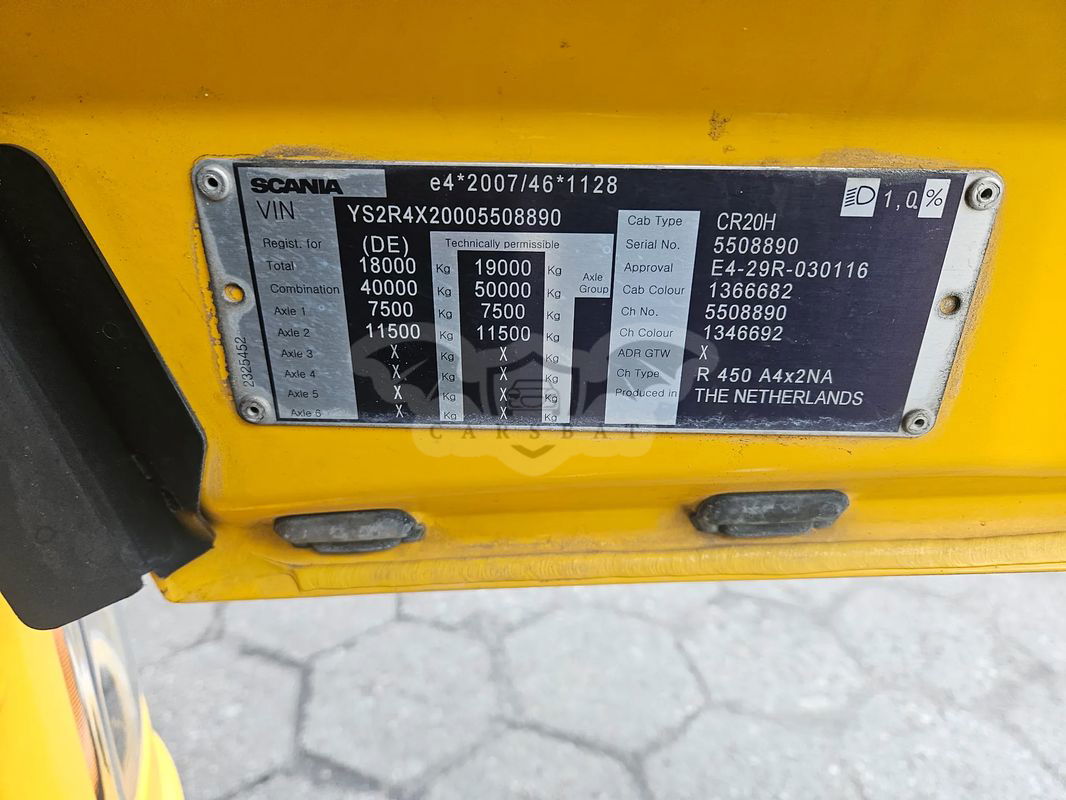 SCANIA e4*2007/46*1128 1,0 %
VIN YS2R4X20005508890
Regist. for (DE) Technically permissible
Total 18000 Kg 19000 Kg
Combination 40000 Kg 50000 Kg
Axle Group
Axle 1 7500 Kg 7500 Kg
Axle 2 11500 Kg 11500 Kg
Axle 3 X Kg X Kg
Axle 4 X Kg X Kg
Axle 5 X Kg X Kg
Axle 6 X Kg X Kg
Cab Type CR20H
Serial No. 5508890
Approval E4-29R-030116
Cab Colour 1366682
Ch No. 5508890
Ch Colour 1346692
ADR GTW X
Ch Type R 450 A4x2NA
Produced in THE NETHERLANDS
2325452
CARSBAT